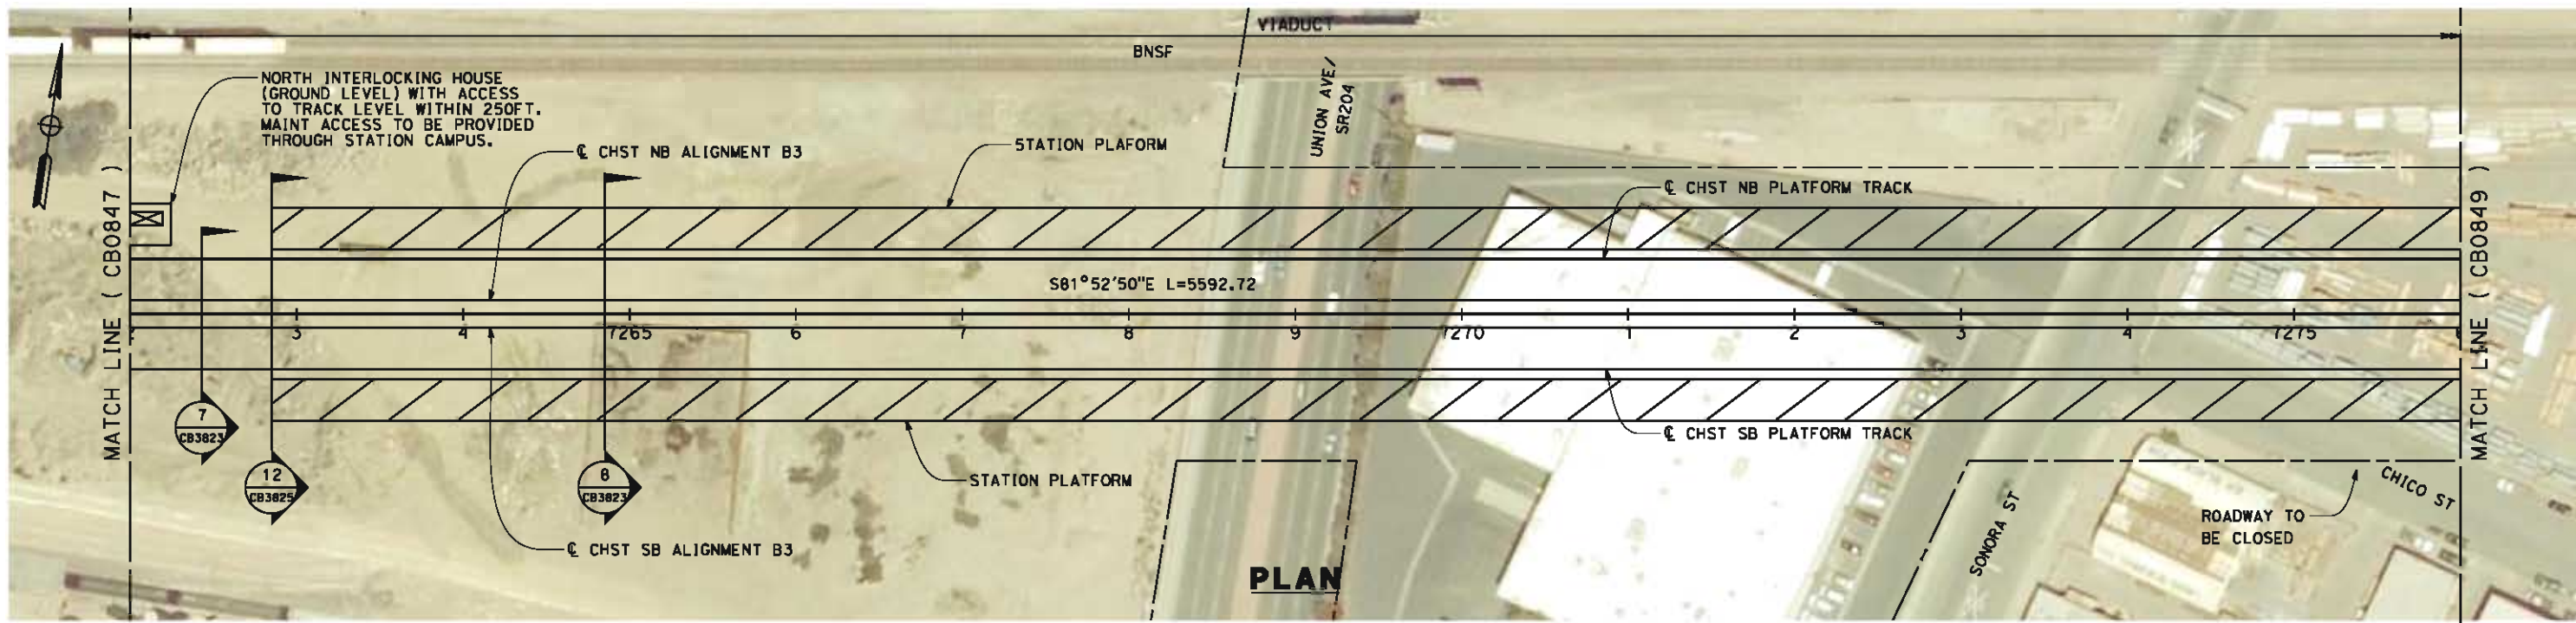 VIADUCT
BNSF
NORTH INTERLOCKING HOUSE
(GROUND LEVEL) WITH ACCESS
TO TRACK LEVEL WITHIN 250FT.
MAINT ACCESS TO BE PROVIDED
THROUGH STATION CAMPUS.
UNION AVE/
SR204
℄ CHST NB ALIGNMENT B3
STATION PLAFORM
℄ CHST NB PLATFORM TRACK
MATCH LINE ( CB0847 )
MATCH LINE ( CB0849 )
S81°52'50"E L=5592.72
3 4 7265 6 7 8 9 7270 1 2 3 4 7275
7
CB3823
12
CB3825
8
CB3823
℄ CHST SB PLATFORM TRACK
STATION PLATFORM
℄ CHST SB ALIGNMENT B3
CHICO ST
ROADWAY TO
BE CLOSED
SONORA ST
PLAN